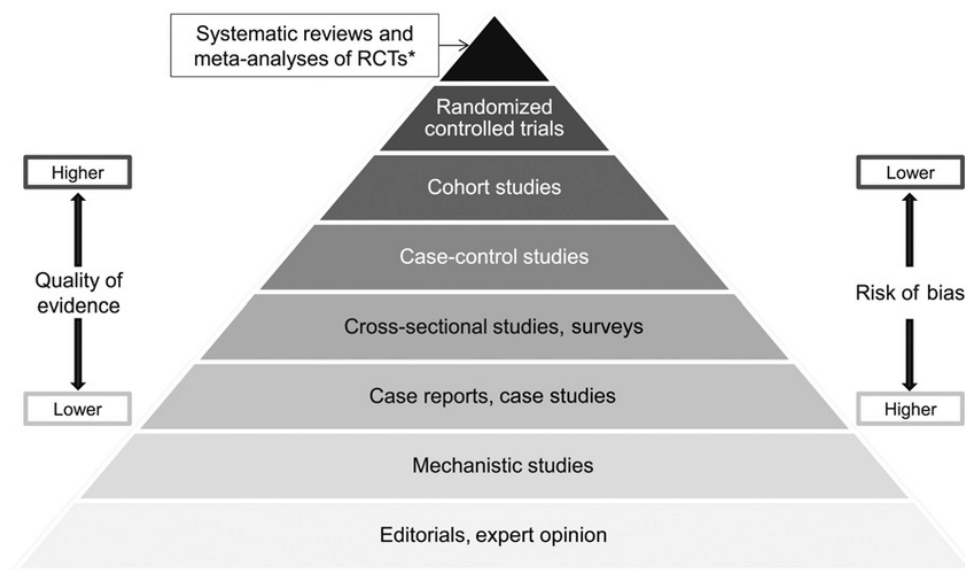 Systematic reviews and
meta-analyses of RCTs*
Randomized
controlled trials
Higher
Lower
Cohort studies
Case-control studies
Quality of
evidence
Risk of bias
Cross-sectional studies, surveys
Case reports, case studies
Lower
Higher
Mechanistic studies
Editorials, expert opinion